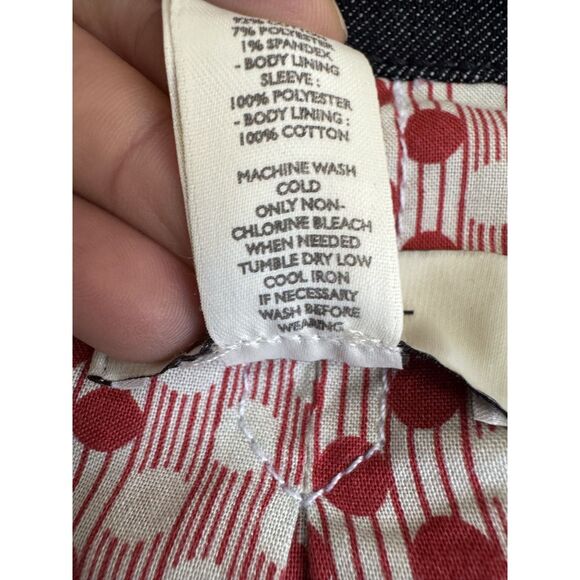 7% POLYESTER
1% SPANDEX
- BODY LINING
SLEEVE :
100% POLYESTER
- BODY LINING :
100% COTTON
MACHINE WASH
COLD
ONLY NON-
CHLORINE BLEACH
WHEN NEEDED
TUMBLE DRY LOW
COOL IRON
IF NECESSARY
WASH BEFORE
WEARING